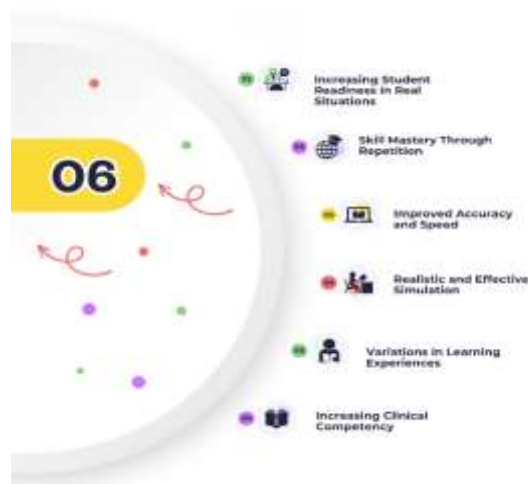 06
Increasing Student
Readiness in Real
Situations
Skill Mastery Through
Repetition
Improved Accuracy
and Speed
Realistic and Effective
Simulation
Variations in Learning
Experiences
Increasing Clinical
Competency